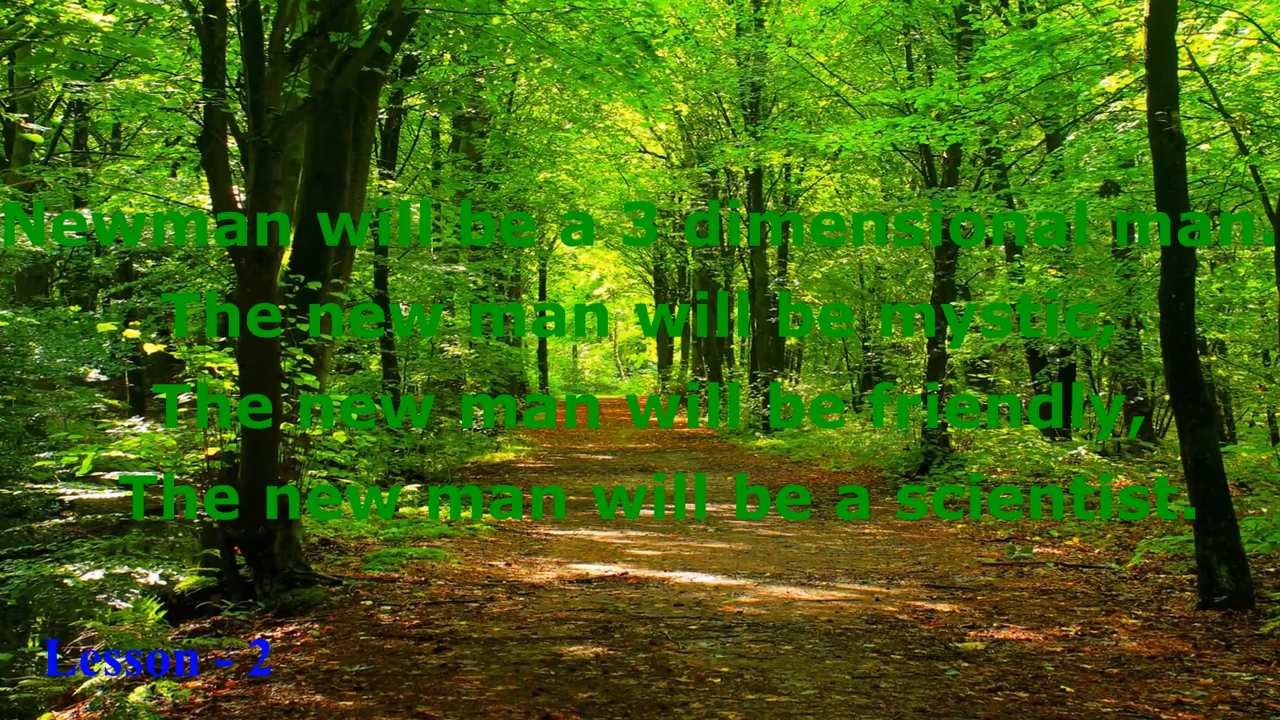 Newman will be a 3 dimensional man.
The new man will be mystic,
The new man will be friendly,
The new man will be a scientist.
Lesson - 2